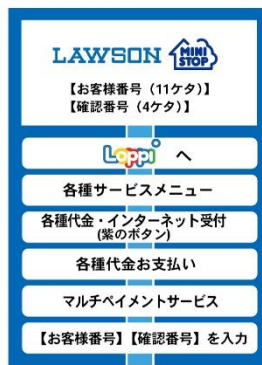 LAWSON MINI STOP
【お客様番号（11ケタ）】
【確認番号（4ケタ）】
Loppi へ
各種サービスメニュー
各種代金・インターネット受付
(紫のボタン)
各種代金お支払い
マルチペイメントサービス
【お客様番号】【確認番号】を入力